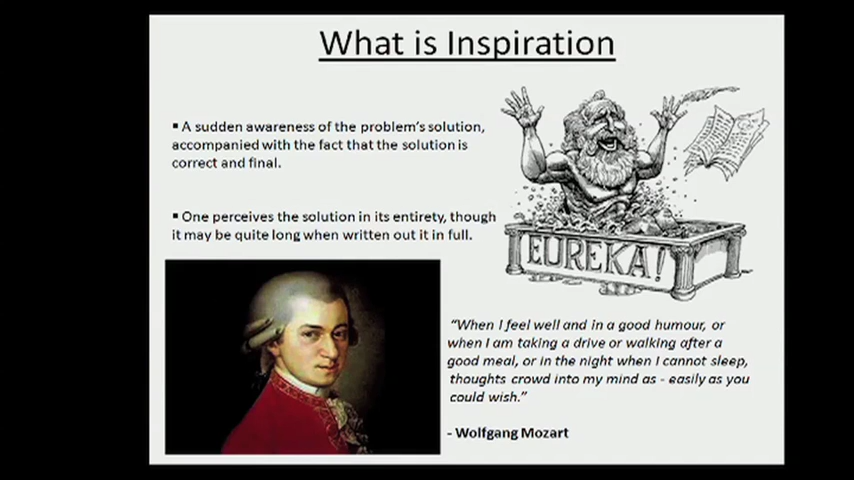 What is Inspiration
▪ A sudden awareness of the problem's solution,
accompanied with the fact that the solution is
correct and final.
▪ One perceives the solution in its entirety, though
it may be quite long when written out it in full.
EUREKA!
"When I feel well and in a good humour, or
when I am taking a drive or walking after a
good meal, or in the night when I cannot sleep,
thoughts crowd into my mind as - easily as you
could wish."
- Wolfgang Mozart